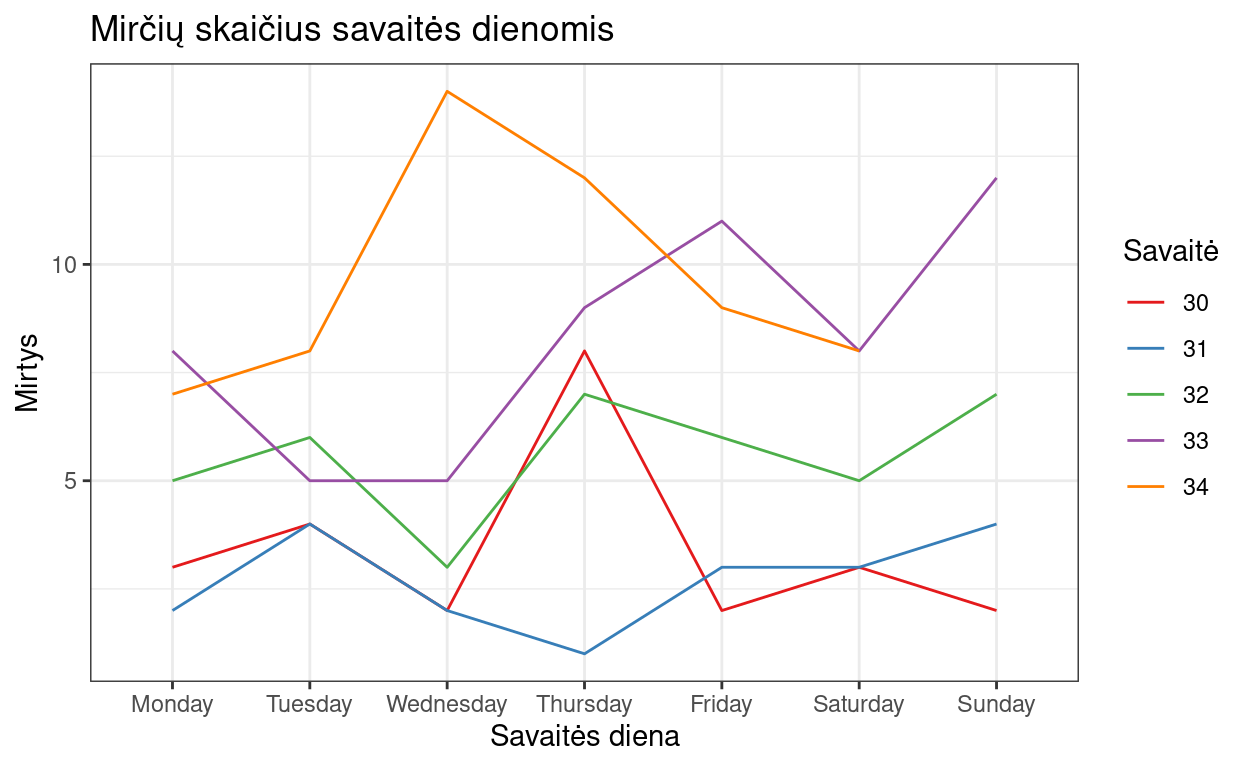 Mirčių skaičius savaitės dienomis
Mirtys
10
5
Monday Tuesday Wednesday Thursday Friday Saturday Sunday
Savaitės diena
Savaitė
30
31
32
33
34